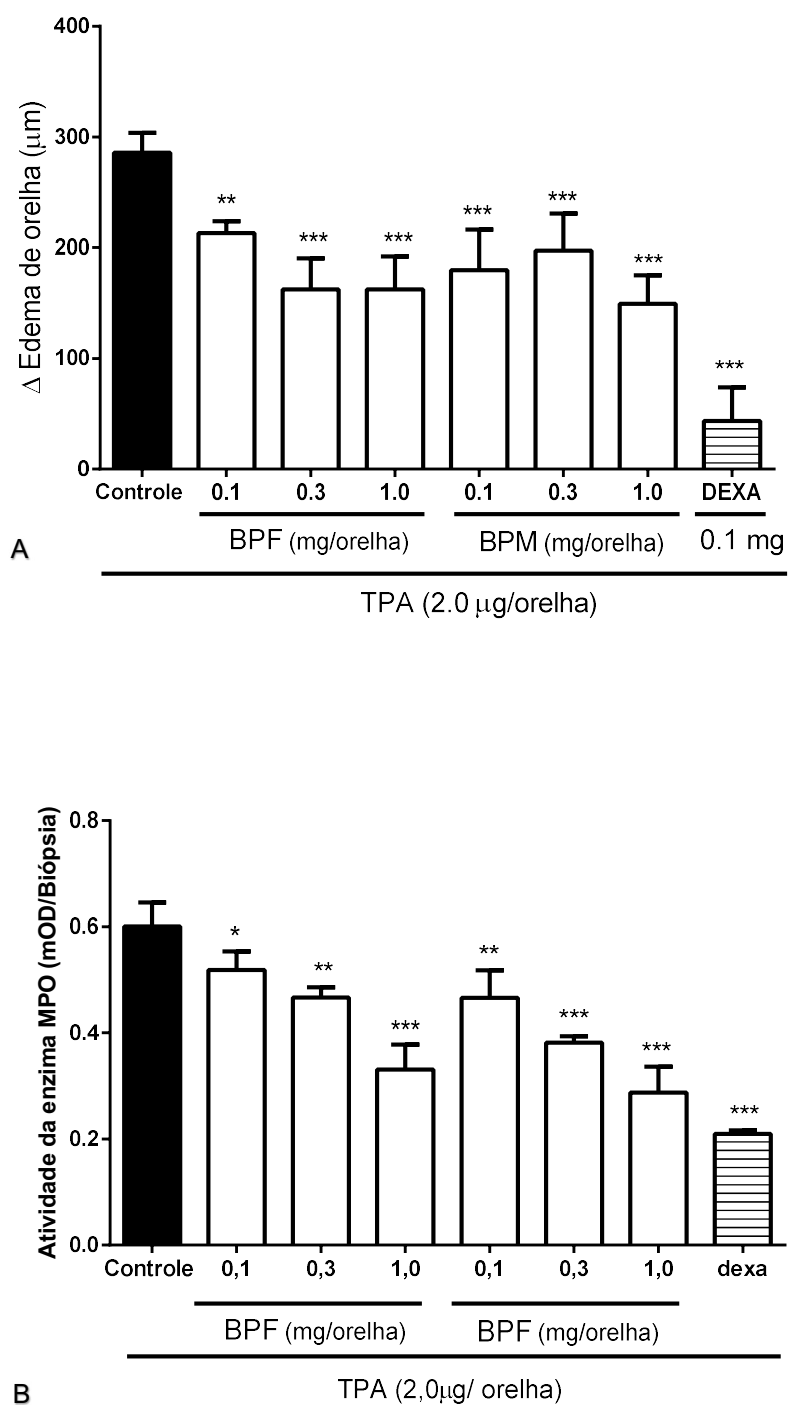 400
300
200
100
0
Δ Edema de orelha (μm)
**
***
***
***
***
***
***
Controle 0.1 0.3 1.0 0.1 0.3 1.0 DEXA
BPF (mg/orelha) BPM (mg/orelha) 0.1 mg
A
TPA (2.0 μg/orelha)
0.8
0.6
0.4
0.2
0.0
Atividade da enzima MPO (mOD/Biópsia)
*
**
***
**
***
***
***
Controle 0,1 0,3 1,0 0,1 0,3 1,0 dexa
BPF (mg/orelha) BPF (mg/orelha)
TPA (2,0μg/ orelha)
B